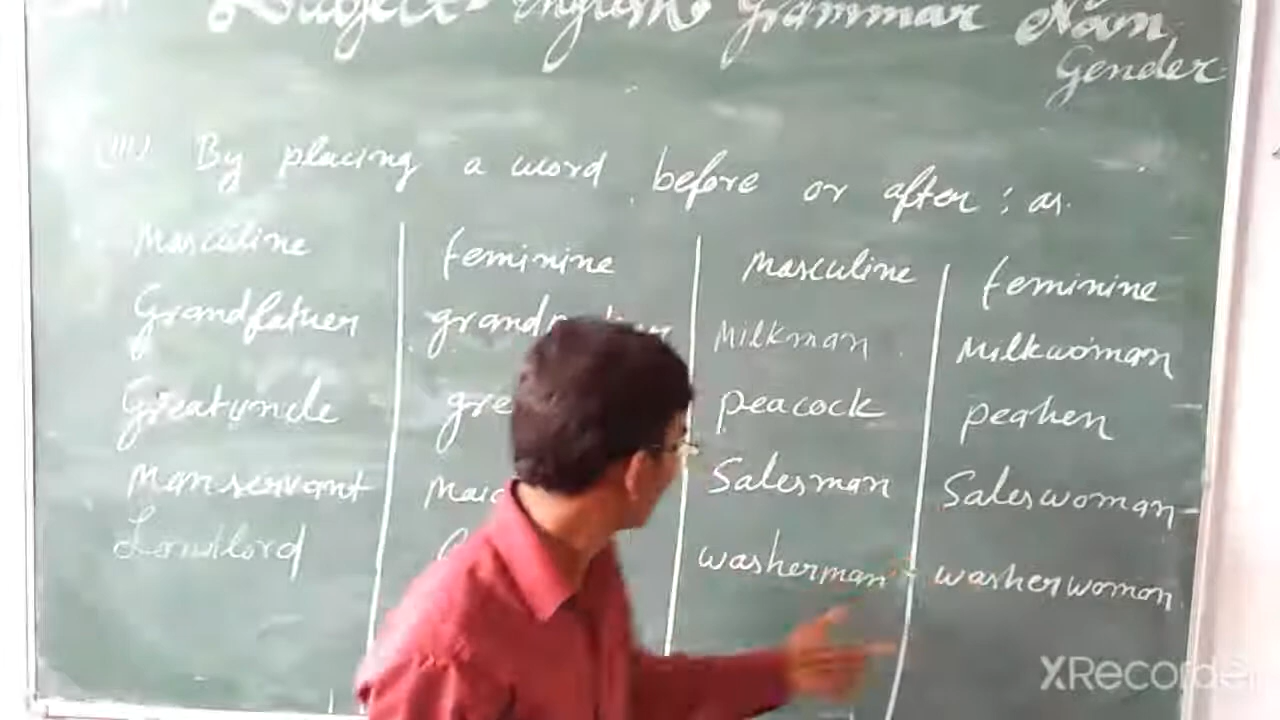 Subject English Grammar Noun
Gender
(III) By placing a word before or after : as
Masculine feminine Masculine feminine
Grandfather Milkman Milkwoman
Greatuncle peacock peahen
Manservant Salesman Saleswoman
Landlord washerman washerwoman
XRecorder